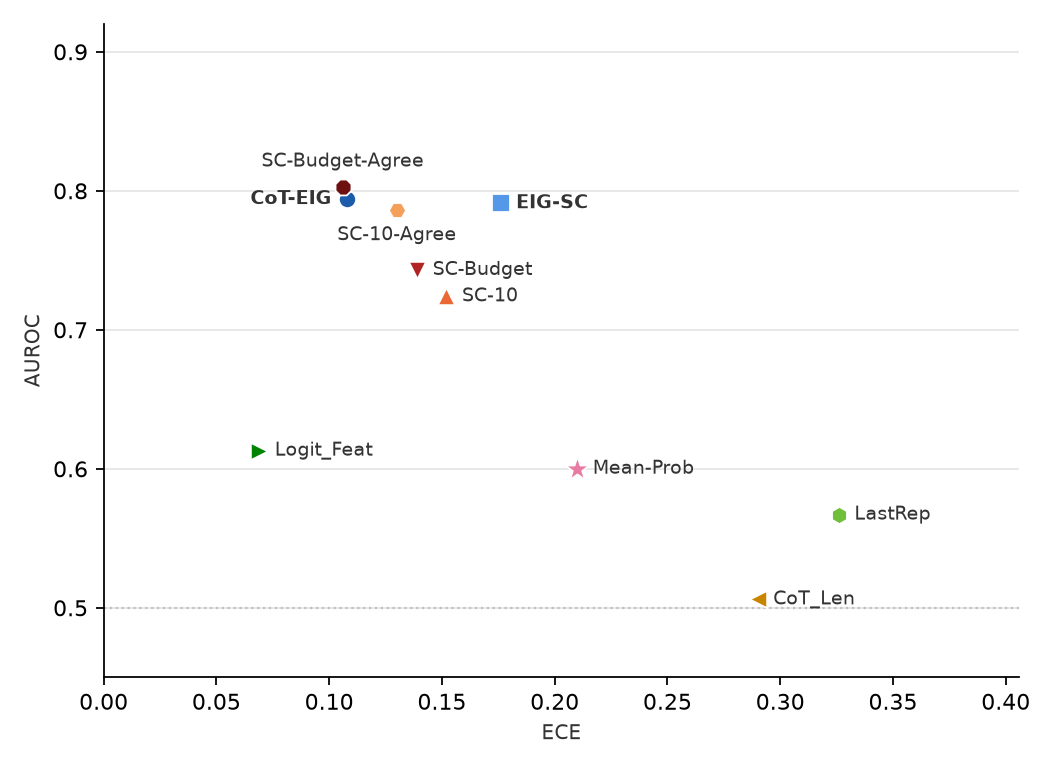 0.9
SC-Budget-Agree
0.8
CoT-EIG
EIG-SC
SC-10-Agree
SC-Budget
SC-10
0.7
AUROC
Logit_Feat
0.6
Mean-Prob
LastRep
CoT_Len
0.5
0.00 0.05 0.10 0.15 0.20 0.25 0.30 0.35 0.40
ECE